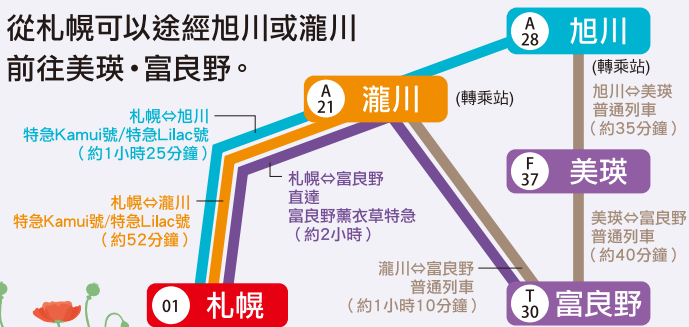 從札幌可以途經旭川或瀧川
前往美瑛・富良野。
A
28
旭川
(轉乘站)
A
21
瀧川
(轉乘站)
旭川⇔美瑛
普通列車
(約35分鐘)
札幌⇔旭川
特急Kamui號/特急Lilac號
(約1小時25分鐘)
F
37
美瑛
札幌⇔富良野
直達
富良野薰衣草特急
(約2小時)
札幌⇔瀧川
特急Kamui號/特急Lilac號
(約52分鐘)
美瑛⇔富良野
普通列車
(約40分鐘)
瀧川⇔富良野
普通列車
(約1小時10分鐘)
01
札幌
T
30
富良野